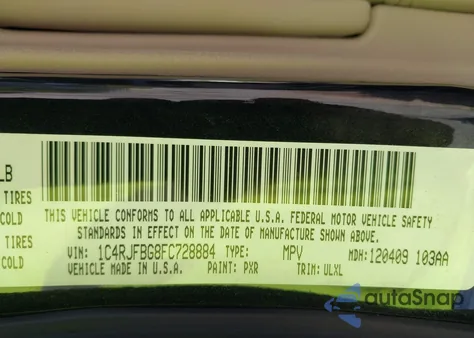 LB
TIRES
COLD
TIRES
COLD
THIS VEHICLE CONFORMS TO ALL APPLICABLE U.S.A. FEDERAL MOTOR VEHICLE SAFETY
STANDARDS IN EFFECT ON THE DATE OF MANUFACTURE SHOWN ABOVE.
VIN: 1C4RJFBG8FC728884 TYPE: MPV MDH:120409 103AA
VEHICLE MADE IN U.S.A. PAINT: PXR TRIM: ULXL
autoSnap